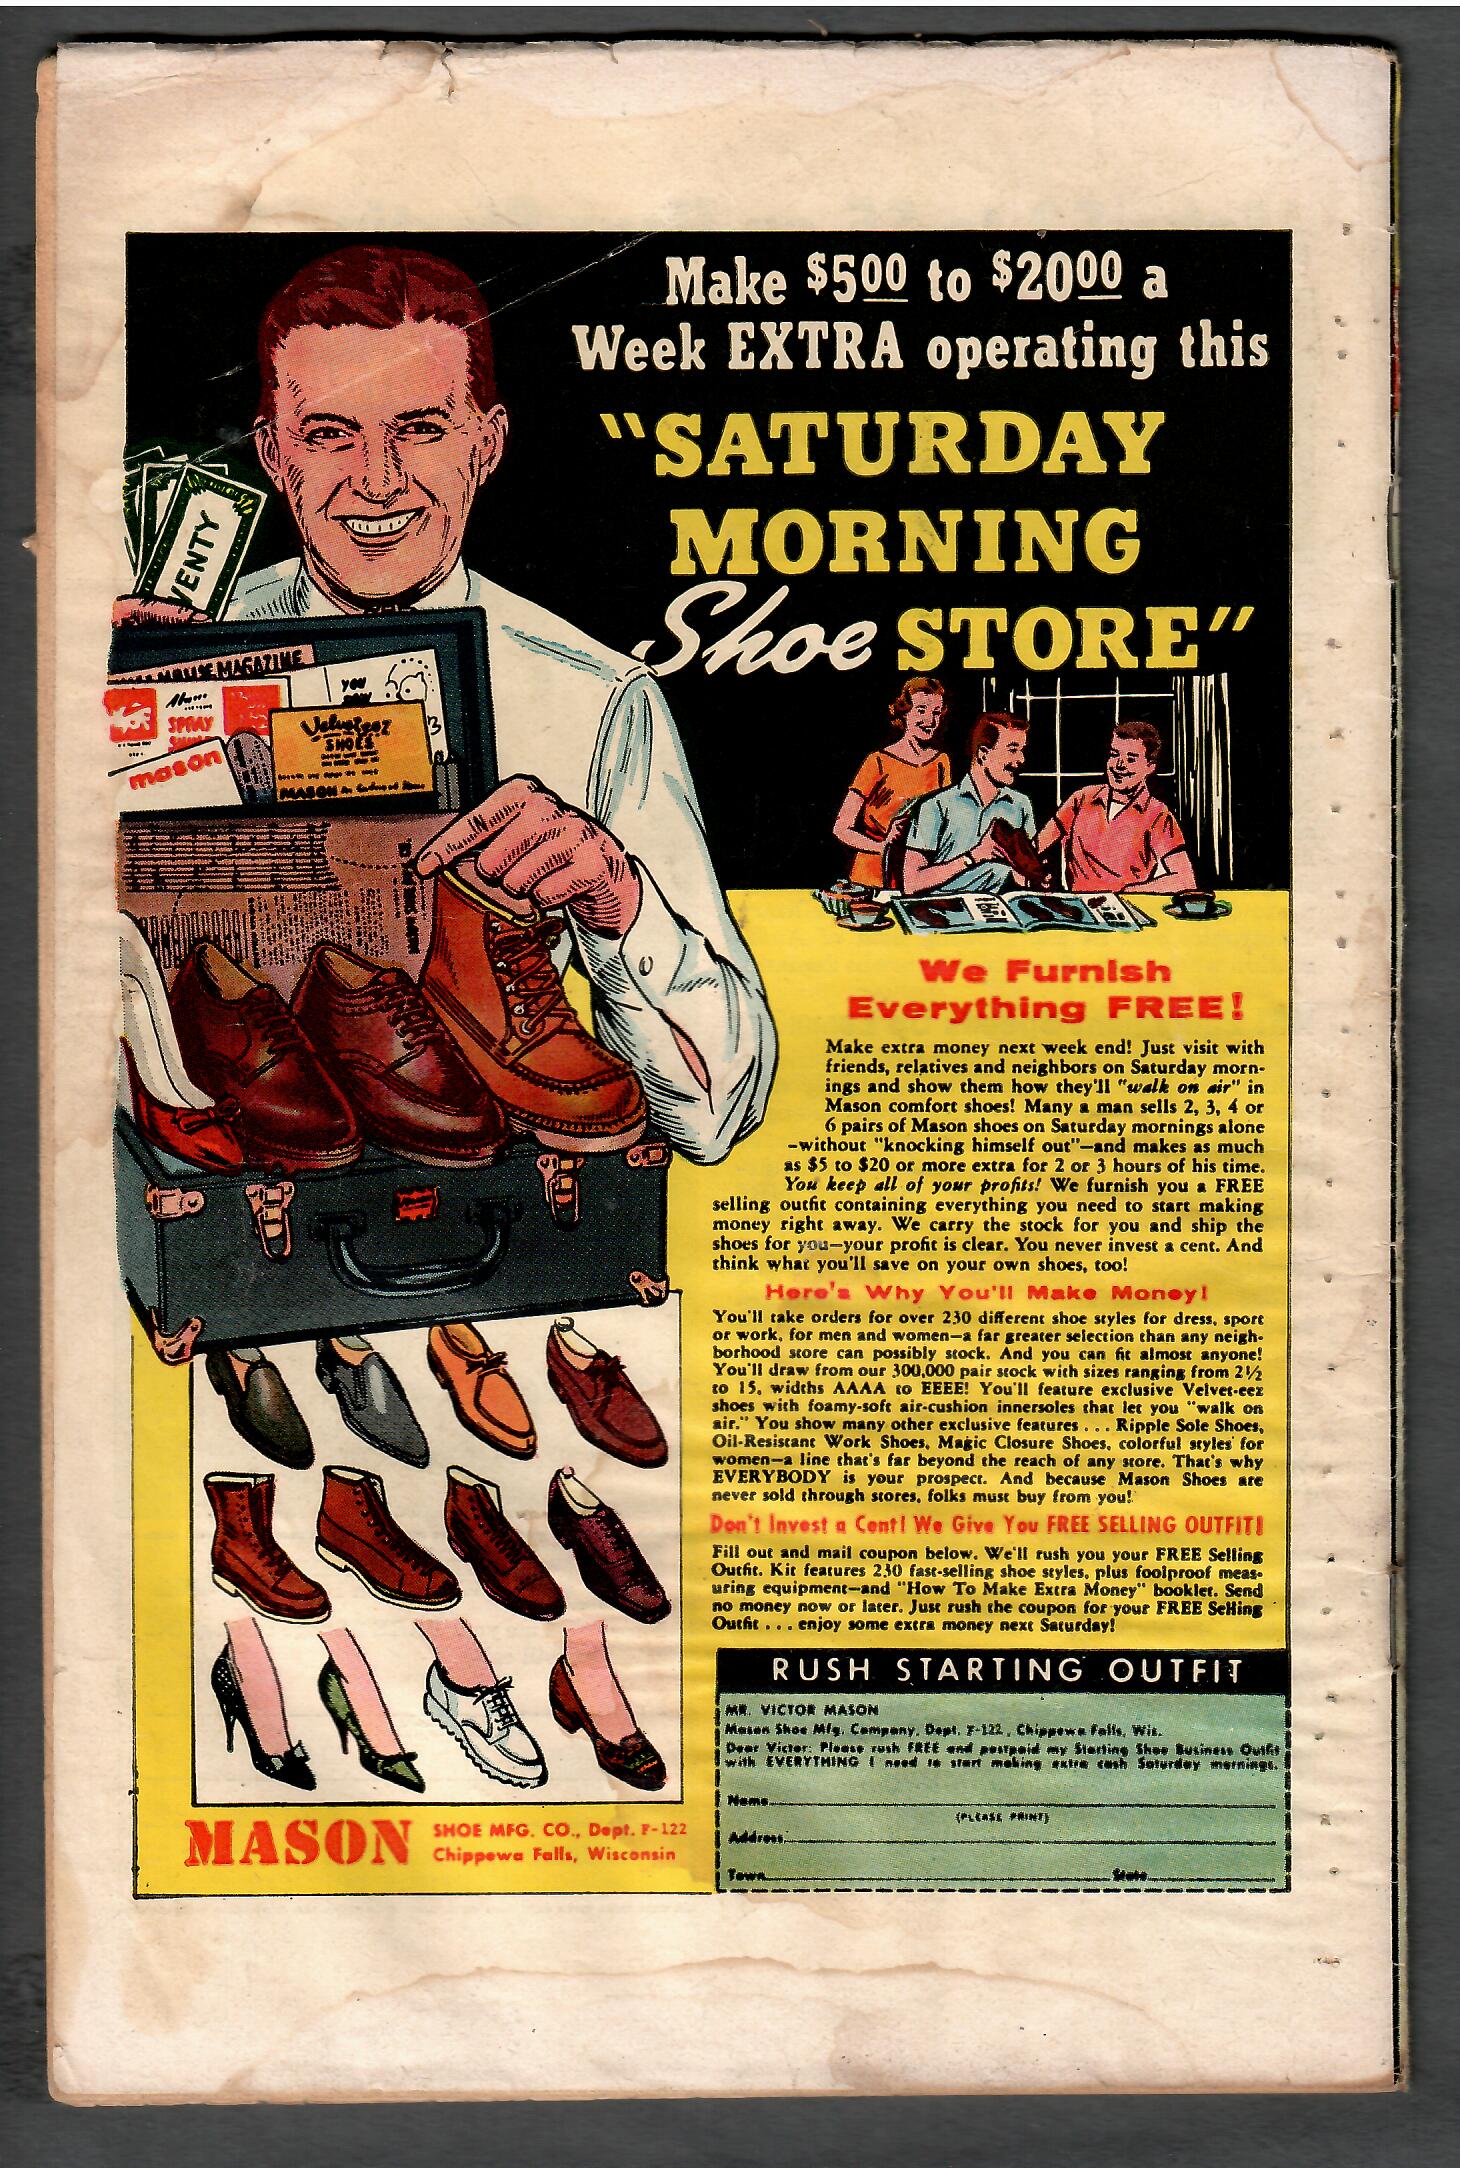 Make $5.00 to $20.00 a
Week EXTRA operating this
"SATURDAY
MORNING
Shoe STORE"
VENTY
MAGAZINE
YOU
SPRAY
Velveteez
SHOES
mason
MASON
We Furnish
Everything FREE!
Make extra money next week end! Just visit with
friends, relatives and neighbors on Saturday morn-
ings and show them how they'll "walk on air" in
Mason comfort shoes! Many a man sells 2, 3, 4 or
6 pairs of Mason shoes on Saturday mornings alone
-without "knocking himself out"—and makes as much
as $5 to $20 or more extra for 2 or 3 hours of his time.
You keep all of your profits! We furnish you a FREE
selling outfit containing everything you need to start making
money right away. We carry the stock for you and ship the
shoes for you—your profit is clear. You never invest a cent. And
think what you'll save on your own shoes, too!
Here's Why You'll Make Money!
You'll take orders for over 230 different shoe styles for dress, sport
or work, for men and women—a far greater selection than any neigh-
borhood store can possibly stock. And you can fit almost anyone!
You'll draw from our 300,000 pair stock with sizes ranging from 2½
to 15, widths AAAA to EEEE! You'll feature exclusive Velvet-eez
shoes with foamy-soft air-cushion innersoles that let you "walk on
air." You show many other exclusive features . . . Ripple Sole Shoes,
Oil-Resistant Work Shoes, Magic Closure Shoes, colorful styles for
women—a line that's far beyond the reach of any store. That's why
EVERYBODY is your prospect. And because Mason Shoes are
never sold through stores, folks must buy from you!
Don't Invest a Cent! We Give You FREE SELLING OUTFIT!
Fill out and mail coupon below. We'll rush you your FREE Selling
Outfit. Kit features 230 fast-selling shoe styles, plus foolproof meas-
uring equipment—and "How To Make Extra Money" booklet. Send
no money now or later. Just rush the coupon for your FREE Selling
Outfit . . . enjoy some extra money next Saturday!
RUSH STARTING OUTFIT
MR. VICTOR MASON
Mason Shoe Mfg. Company, Dept. F-122, Chippewa Falls, Wis.
Dear Victor: Please rush FREE and postpaid my Starting Shoe Business Outfit
with EVERYTHING I need to start making extra cash Saturday mornings.
Name
(PLEASE PRINT)
Address
Town State
MASON SHOE MFG. CO., Dept. F-122
Chippewa Falls, Wisconsin